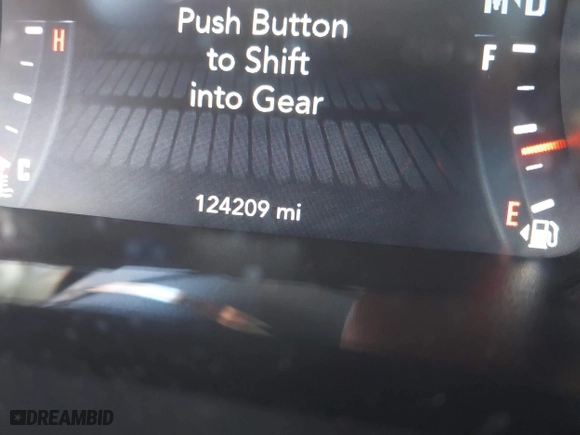 M·D
Push Button
to Shift
into Gear
H
F
C
E
124209 mi
DREAMBID